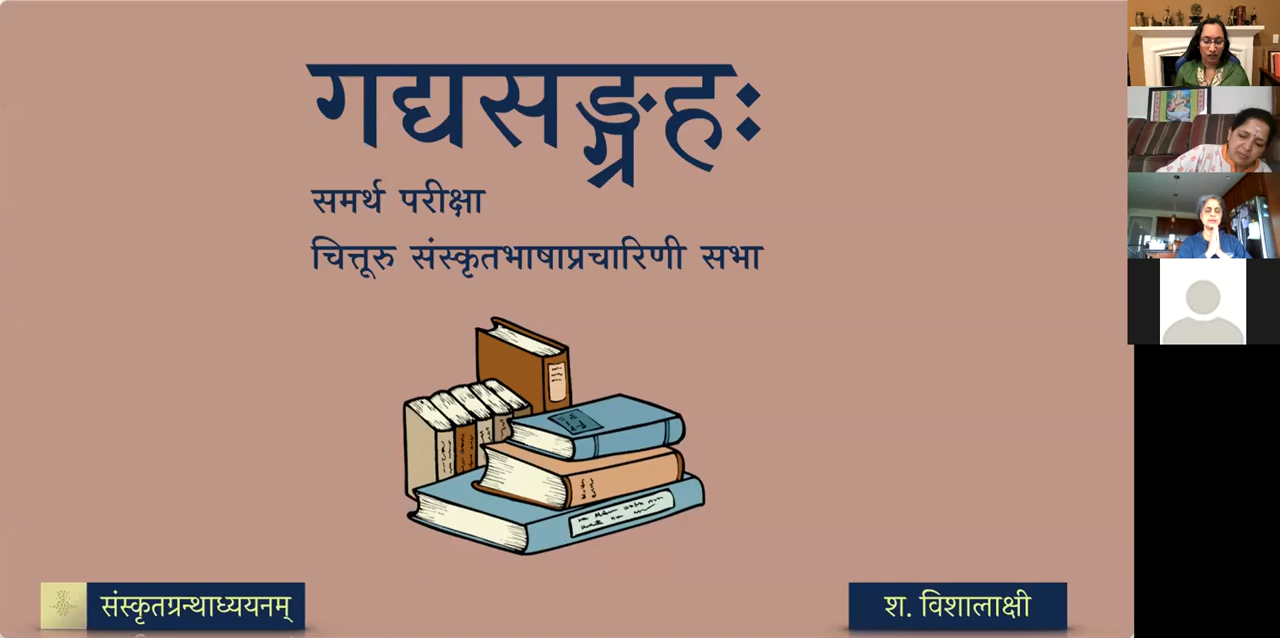 गद्यसङ्ग्रहः
समर्थ परीक्षा
चित्तूरु संस्कृतभाषाप्रचारिणी सभा
संस्कृतग्रन्थाध्ययनम्
श. विशालाक्षी